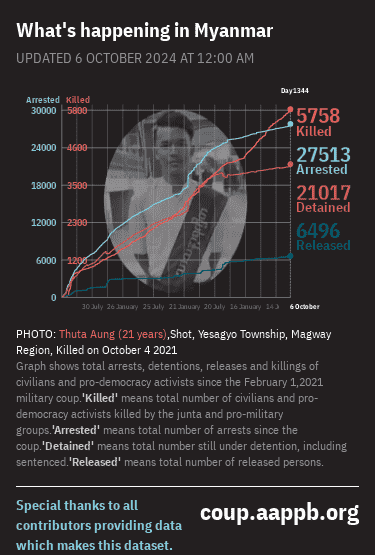 What's happening in Myanmar
UPDATED 6 OCTOBER 2024 AT 12:00 AM
Day1344
Arrested Killed
30000 5800
24000 4600
18000 3500
12000 2300
6000 1200
0
5758
Killed
27513
Arrested
21017
Detained
6496
Released
30 July 26 January 25 July 21 January 20 July 16 January 14 J 6 October
PHOTO: Thuta Aung (21 years),Shot, Yesagyo Township, Magway
Region, Killed on October 4 2021
Graph shows total arrests, detentions, releases and killings of
civilians and pro-democracy activists since the February 1,2021
military coup.'Killed' means total number of civilians and pro-
democracy activists killed by the junta and pro-military
groups.'Arrested' means total number of arrests since the
coup.'Detained' means total number still under detention, including
sentenced.'Released' means total number of released persons.
Special thanks to all
contributors providing data
which makes this dataset.
coup.aappb.org